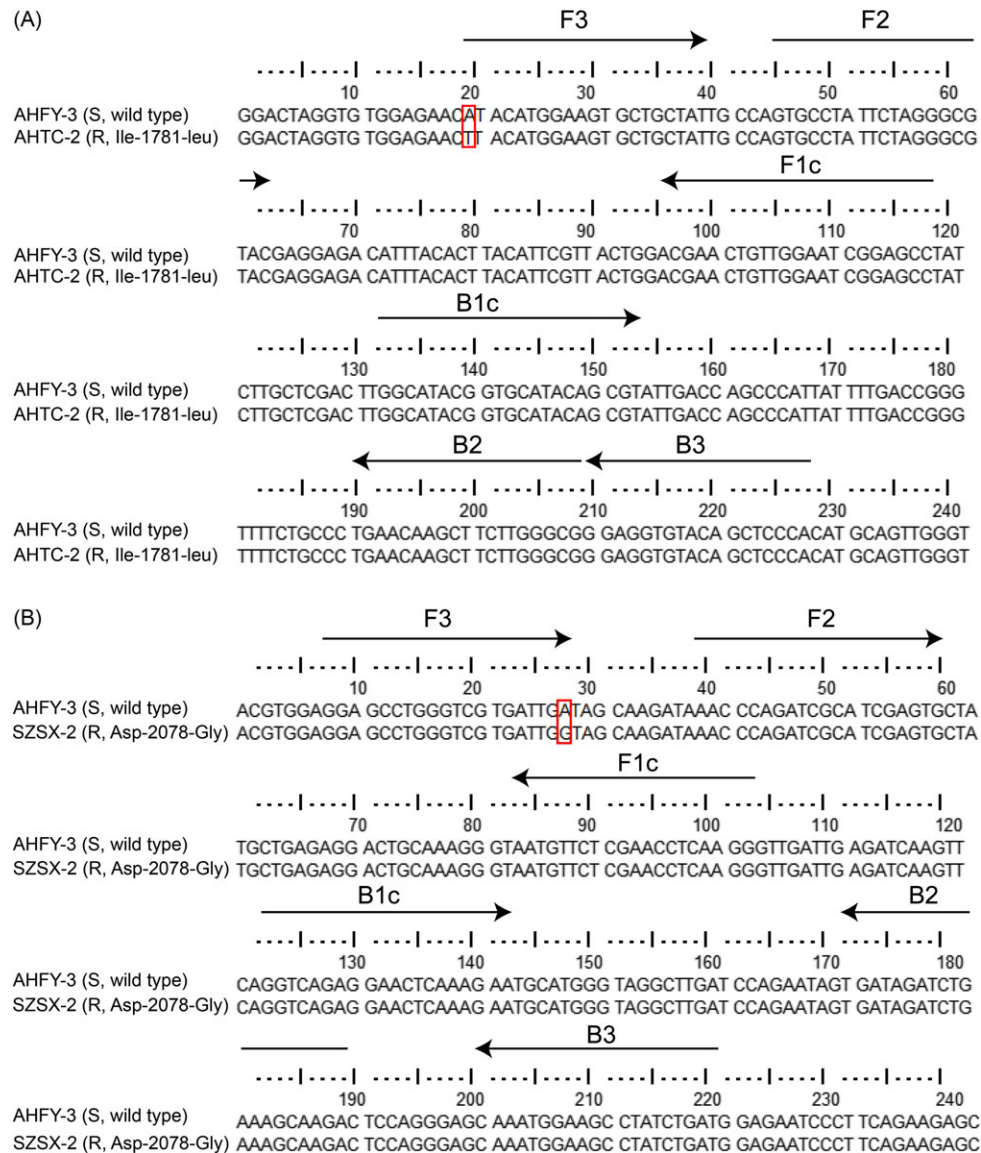 (A)
F3 F2
10 20 30 40 50 60
AHFY-3 (S, wild type) GGACTAGGTG TGGAGAACAT ACATGGAAGT GCTGCTATTG CCAGTGCCTA TTCTAGGGCG
AHTC-2 (R, Ile-1781-leu) GGACTAGGTG TGGAGAACTT ACATGGAAGT GCTGCTATTG CCAGTGCCTA TTCTAGGGCG
F1c
70 80 90 100 110 120
AHFY-3 (S, wild type) TACGAGGAGA CATTTACACT TACATTCGTT ACTGGACGAA CTGTTGGAAT CGGAGCCTAT
AHTC-2 (R, Ile-1781-leu) TACGAGGAGA CATTTACACT TACATTCGTT ACTGGACGAA CTGTTGGAAT CGGAGCCTAT
B1c
130 140 150 160 170 180
AHFY-3 (S, wild type) CTTGCTCGAC TTGGCATACG GTGCATACAG CGTATTGACC AGCCCATTAT TTTGACCGGG
AHTC-2 (R, Ile-1781-leu) CTTGCTCGAC TTGGCATACG GTGCATACAG CGTATTGACC AGCCCATTAT TTTGACCGGG
B2 B3
190 200 210 220 230 240
AHFY-3 (S, wild type) TTTTCTGCCC TGAACAAGCT TCTTGGGCGG GAGGTGTACA GCTCCCACAT GCAGTTGGGT
AHTC-2 (R, Ile-1781-leu) TTTTCTGCCC TGAACAAGCT TCTTGGGCGG GAGGTGTACA GCTCCCACAT GCAGTTGGGT
(B)
F3 F2
10 20 30 40 50 60
AHFY-3 (S, wild type) ACGTGGAGGA GCCTGGGTCG TGATTGATAG CAAGATAAAC CCAGATCGCA TCGAGTGCTA
SZSX-2 (R, Asp-2078-Gly) ACGTGGAGGA GCCTGGGTCG TGATTGGTAG CAAGATAAAC CCAGATCGCA TCGAGTGCTA
F1c
70 80 90 100 110 120
AHFY-3 (S, wild type) TGCTGAGAGG ACTGCAAAGG GTAATGTTCT CGAACCTCAA GGGTTGATTG AGATCAAGTT
SZSX-2 (R, Asp-2078-Gly) TGCTGAGAGG ACTGCAAAGG GTAATGTTCT CGAACCTCAA GGGTTGATTG AGATCAAGTT
B1c B2
130 140 150 160 170 180
AHFY-3 (S, wild type) CAGGTCAGAG GAACTCAAAG AATGCATGGG TAGGCTTGAT CCAGAATAGT GATAGATCTG
SZSX-2 (R, Asp-2078-Gly) CAGGTCAGAG GAACTCAAAG AATGCATGGG TAGGCTTGAT CCAGAATAGT GATAGATCTG
B3
190 200 210 220 230 240
AHFY-3 (S, wild type) AAAGCAAGAC TCCAGGGAGC AAATGGAAGC CTATCTGATG GAGAATCCCT TCAGAAGAGC
SZSX-2 (R, Asp-2078-Gly) AAAGCAAGAC TCCAGGGAGC AAATGGAAGC CTATCTGATG GAGAATCCCT TCAGAAGAGC